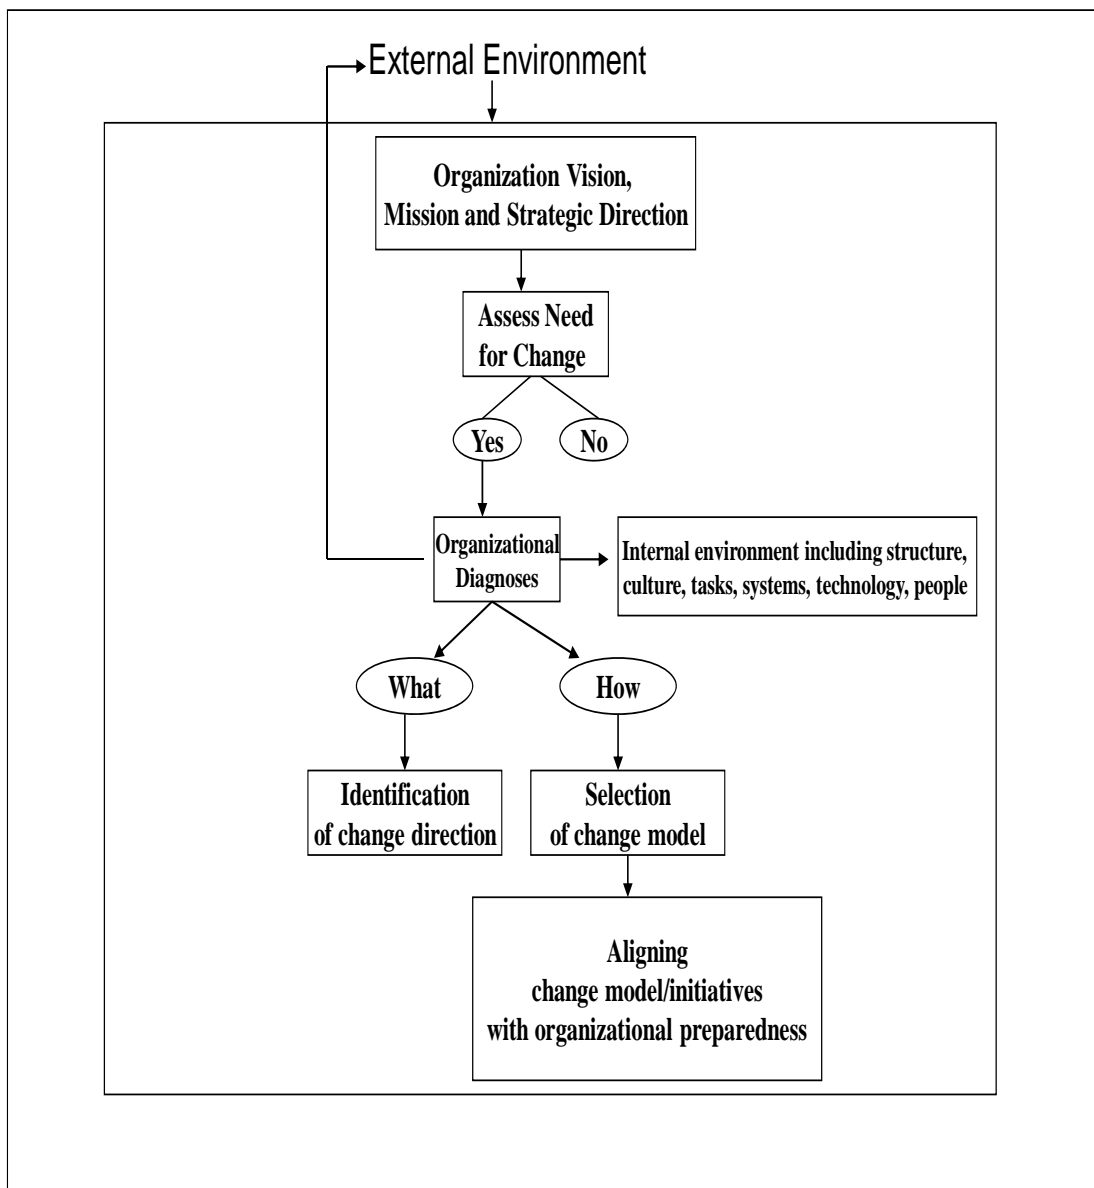 External Environment
Organization Vision,
Mission and Strategic Direction
Assess Need
for Change
Yes
No
Organizational
Diagnoses
Internal environment including structure,
culture, tasks, systems, technology, people
What
How
Identification
of change direction
Selection
of change model
Aligning
change model/initiatives
with organizational preparedness